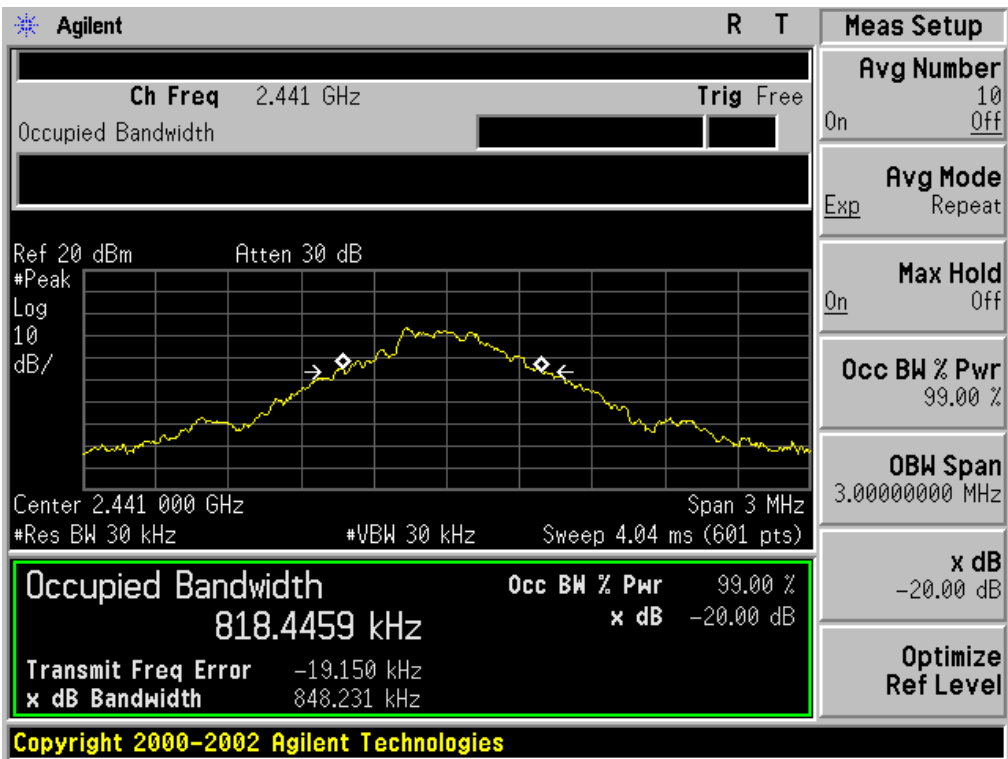 Agilent R T
Ch Freq 2.441 GHz Trig Free
Occupied Bandwidth
Ref 20 dBm Atten 30 dB
#Peak
Log
10
dB/
Center 2.441 000 GHz Span 3 MHz
#Res BW 30 kHz #VBW 30 kHz Sweep 4.04 ms (601 pts)
Occupied Bandwidth Occ BW % Pwr 99.00 %
818.4459 kHz x dB -20.00 dB
Transmit Freq Error -19.150 kHz
x dB Bandwidth 848.231 kHz
Copyright 2000-2002 Agilent Technologies
Meas Setup
Avg Number
10
On Off
Avg Mode
Exp Repeat
Max Hold
On Off
Occ BW % Pwr
99.00 %
OBW Span
3.00000000 MHz
x dB
-20.00 dB
Optimize
Ref Level